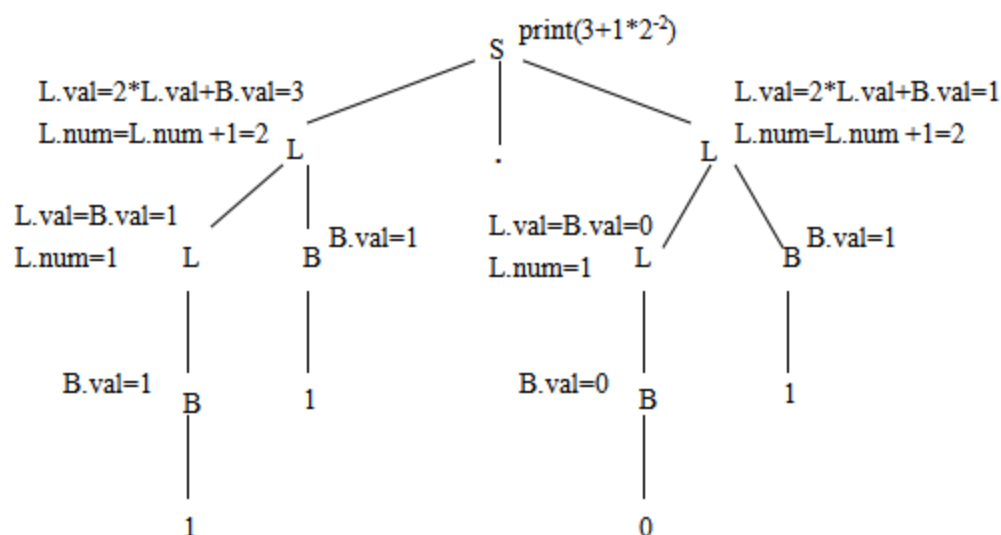 print(3+1*2⁻²)
S
L.val=2*L.val+B.val=3
L.val=2*L.val+B.val=1
L.num=L.num +1=2
L.num=L.num +1=2
L
.
L
L.val=B.val=1
B.val=1
L.val=B.val=0
B.val=1
L.num=1
L
B
L.num=1
L
B
B.val=1
B
1
B.val=0
B
1
1
0